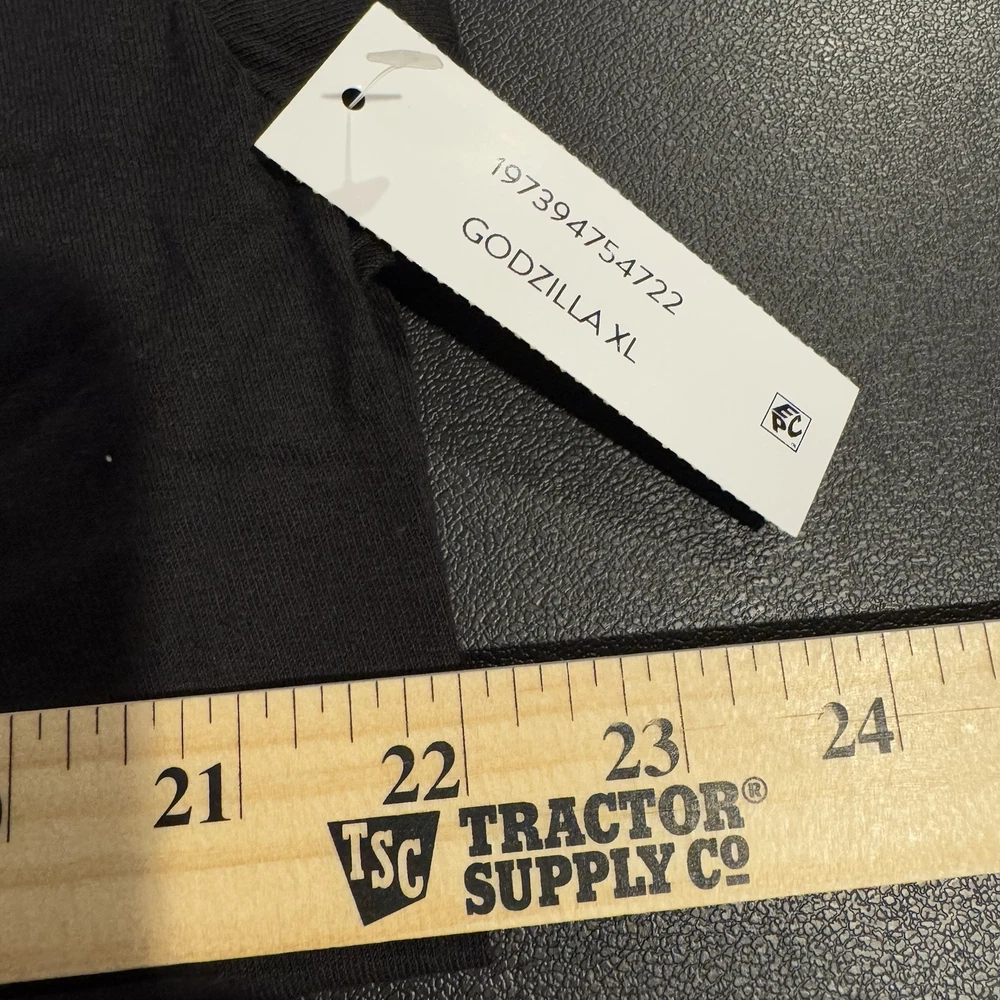 197394754722
GODZILLA XL
EPC
21
22
23
24
TSC
TRACTOR®
SUPPLY Cº